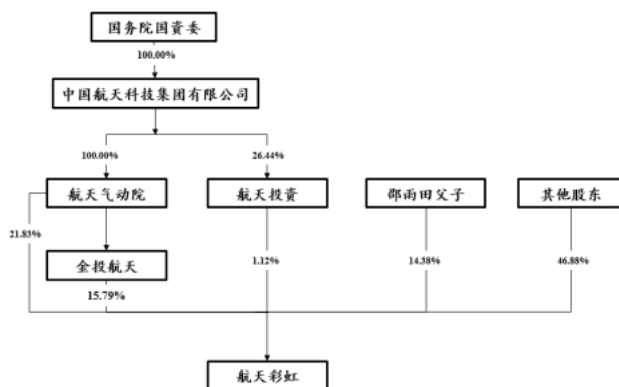 国务院国资委
100.00%
中国航天科技集团有限公司
100.00%
26.44%
航天气动院
航天投资
邵雨田父子
其他股东
21.83%
金投航天
1.12%
14.38%
46.88%
15.79%
航天彩虹